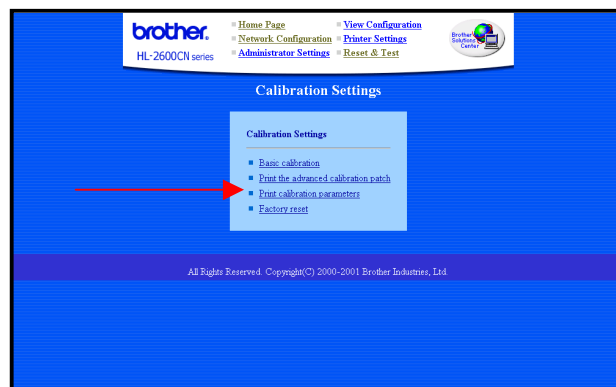 brother.
HL-2600CN series
Home Page View Configuration
Network Configuration Printer Settings
Administrator Settings Reset & Test
Brother
Solutions
Center
Calibration Settings
Calibration Settings
Basic calibration
Print the advanced calibration patch
Print calibration parameters
Factory reset
All Rights Reserved. Copyright(C) 2000-2001 Brother Industries, Ltd.